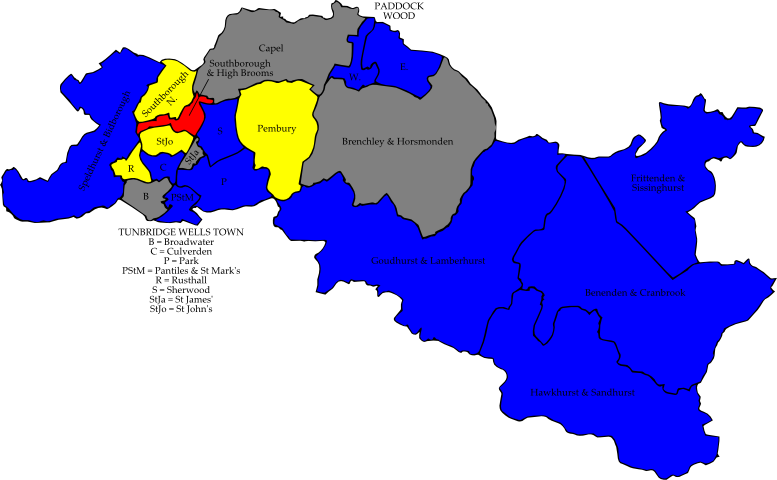 PADDOCK
WOOD
Capel
Southborough
& High Brooms
W
E
Southborough
N.
Speldhurst & Bidborough
StJo
S
Pembury
Brenchley & Horsmonden
StJa
R
C
P
B
PStM
Frittenden &
Sissinghurst
Goudhurst & Lamberhurst
Benenden & Cranbrook
Hawkhurst & Sandhurst
TUNBRIDGE WELLS TOWN
B = Broadwater
C = Culverden
P = Park
PStM = Pantiles & St Mark's
R = Rusthall
S = Sherwood
StJa = St James'
StJo = St John's